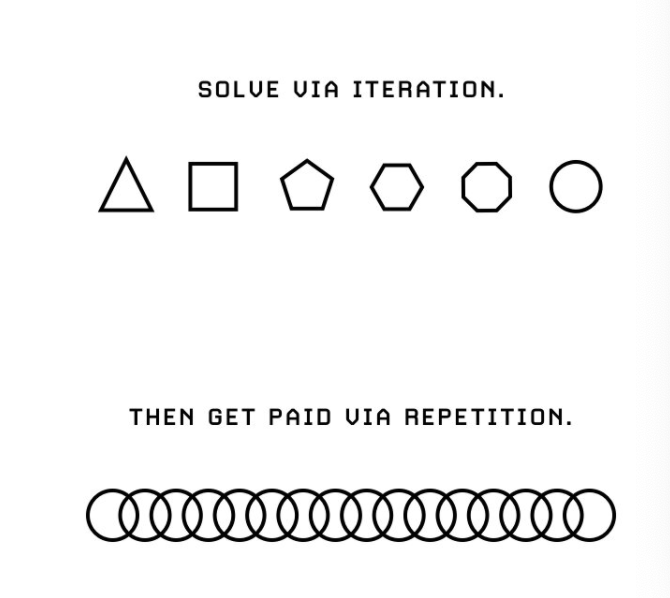 SOLVE VIA ITERATION.
THEN GET PAID VIA REPETITION.